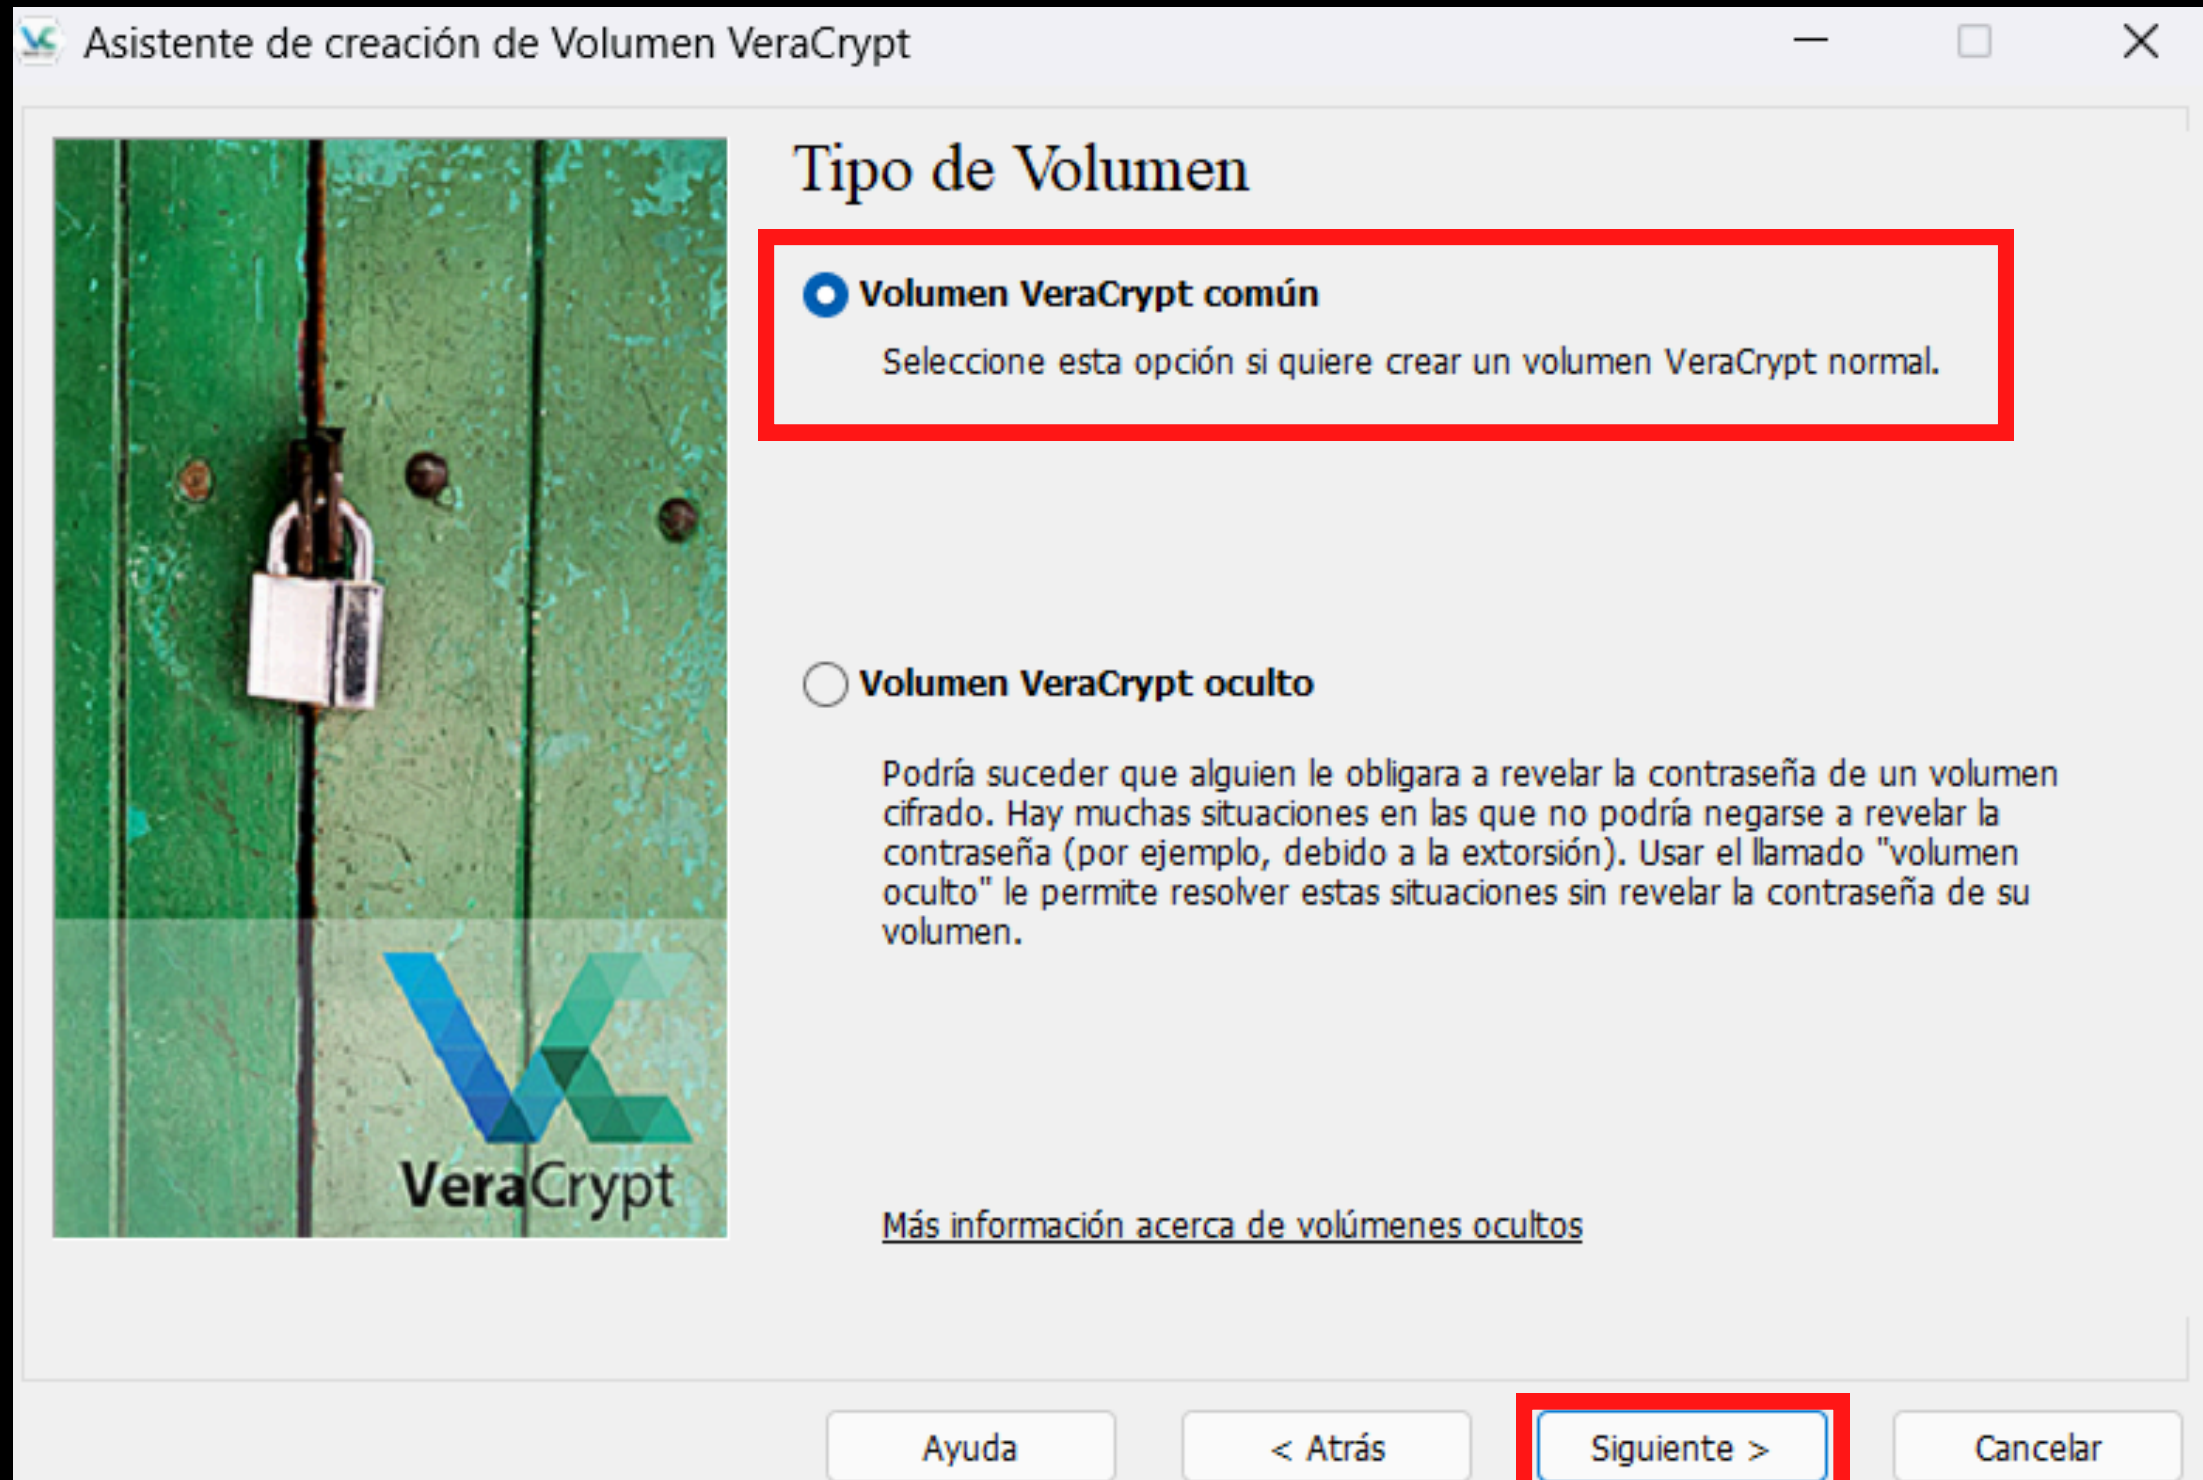 Asistente de creación de Volumen VeraCrypt
Tipo de Volumen
Volumen VeraCrypt común
Seleccione esta opción si quiere crear un volumen VeraCrypt normal.
Volumen VeraCrypt oculto
Podría suceder que alguien le obligara a revelar la contraseña de un volumen
cifrado. Hay muchas situaciones en las que no podría negarse a revelar la
contraseña (por ejemplo, debido a la extorsión). Usar el llamado "volumen
oculto" le permite resolver estas situaciones sin revelar la contraseña de su
volumen.
VeraCrypt
Más información acerca de volúmenes ocultos
Ayuda
< Atrás
Siguiente >
Cancelar